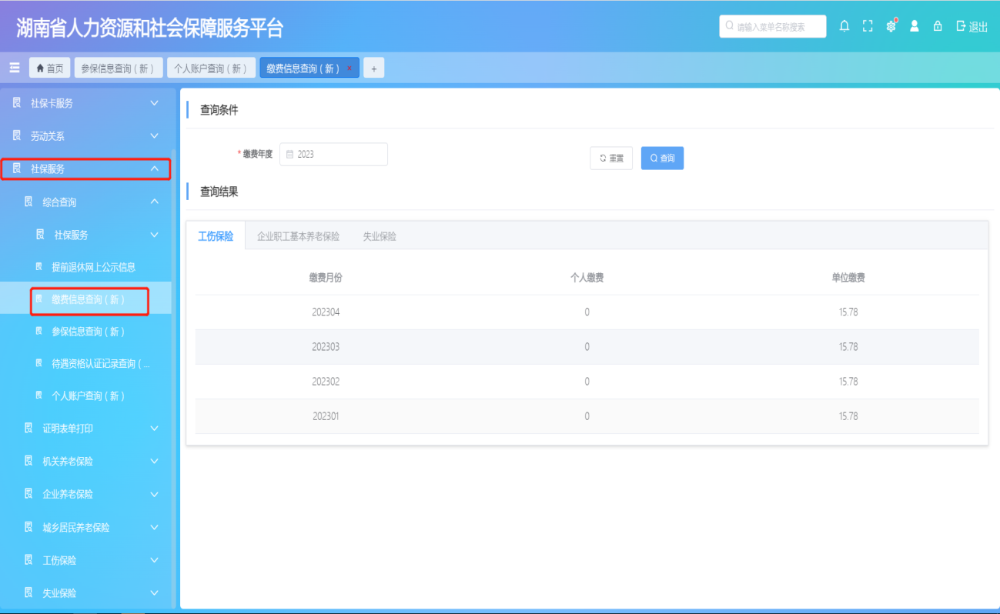 湖南省人力资源和社会保障服务平台
请输入菜单名称搜索
退出
首页
参保信息查询（新）
个人账户查询（新）
缴费信息查询（新） ×
+
社保卡服务
劳动关系
社保服务
综合查询
社保服务
提前退休网上公示信息
缴费信息查询（新）
参保信息查询（新）
待遇资格认证记录查询（...
个人账户查询（新）
证明表单打印
机关养老保险
企业养老保险
城乡居民养老保险
工伤保险
失业保险
查询条件
* 缴费年度 2023
重置
查询
查询结果
工伤保险 企业职工基本养老保险 失业保险
缴费月份 个人缴费 单位缴费
202304 0 15.78
202303 0 15.78
202302 0 15.78
202301 0 15.78